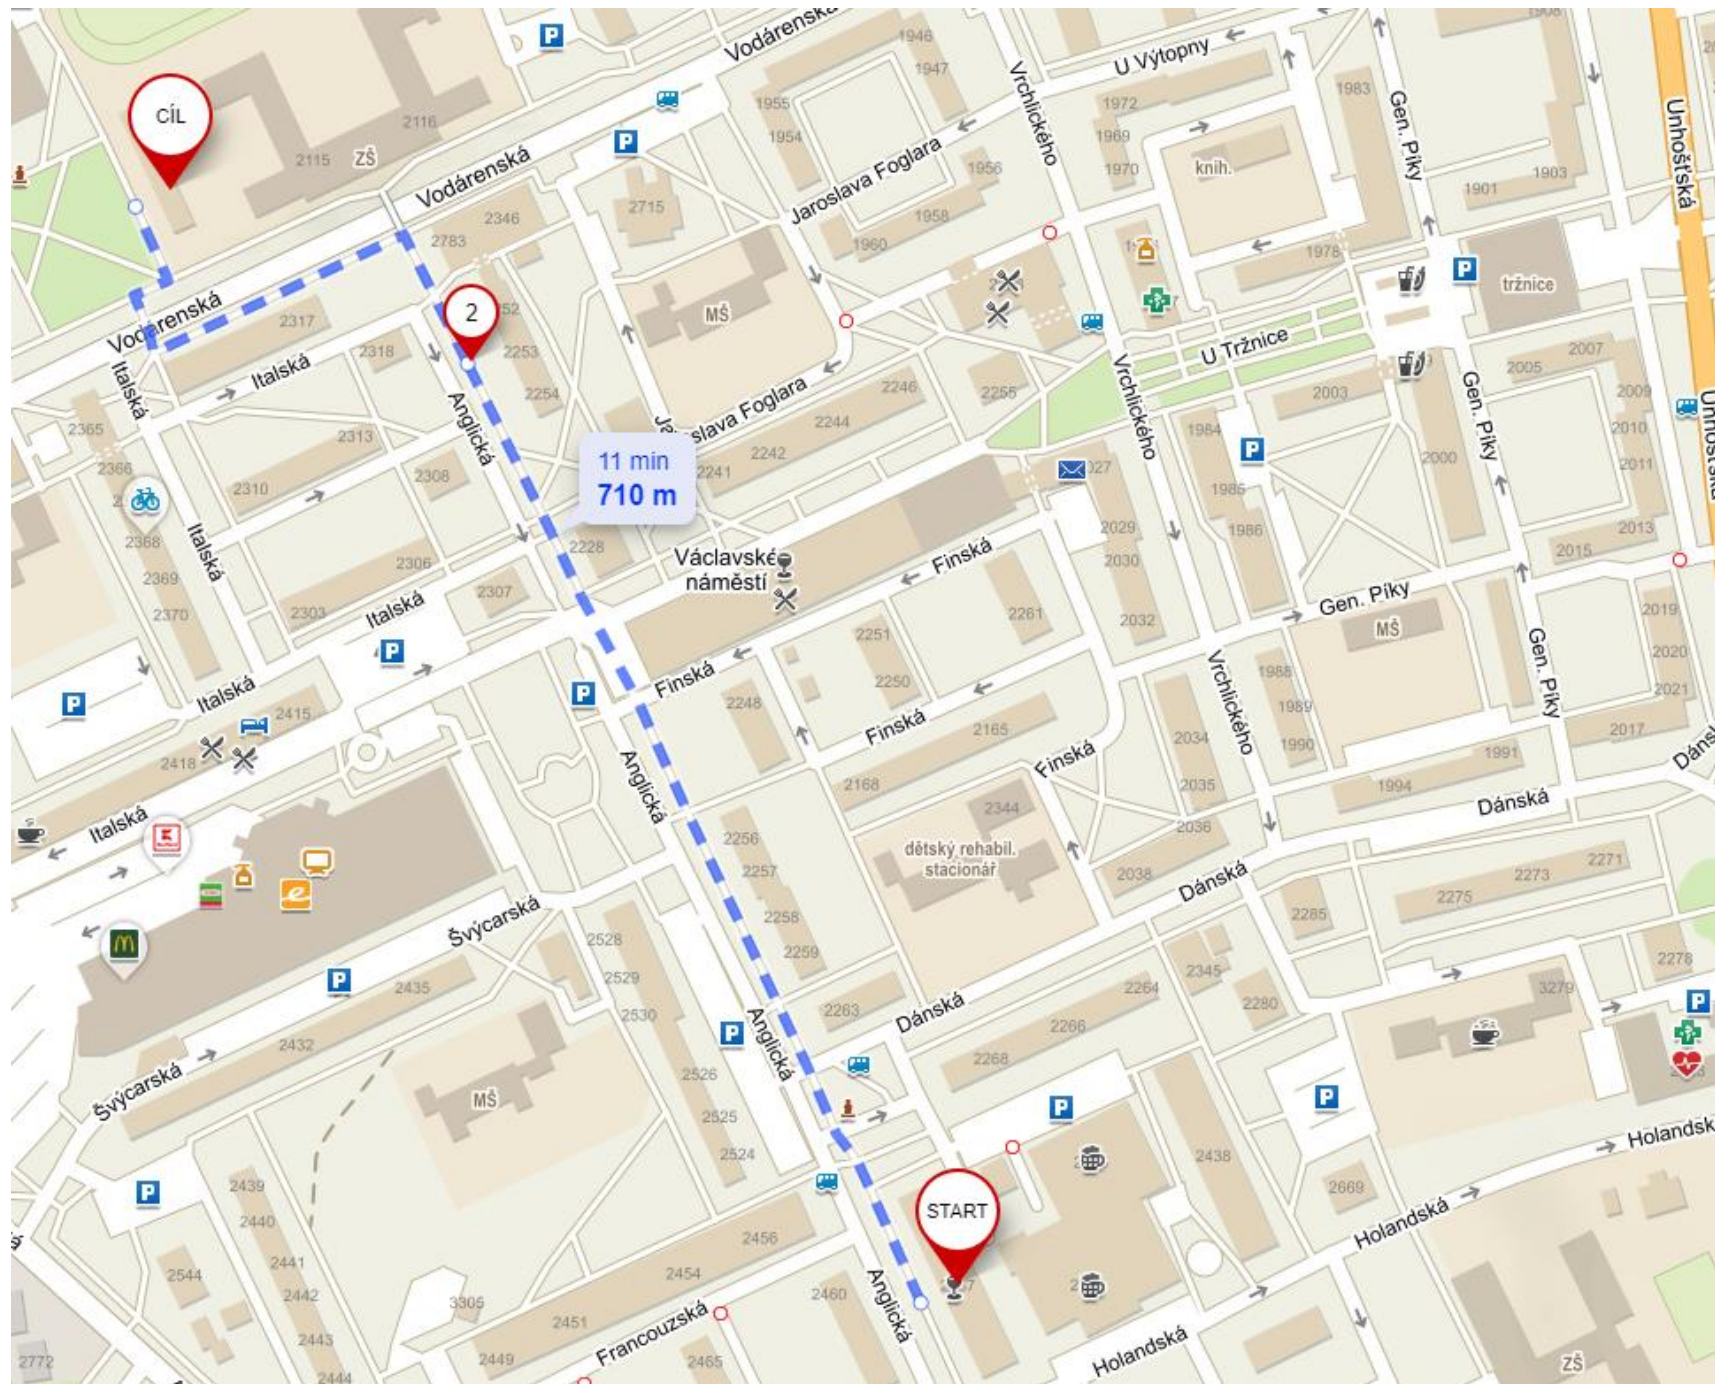 1946
1947
1908
Vodárenská
U Výtopny
1955
1954
Vrchlického
1972
1969
1970
1983
Gen. Píky
Unhošťská
CÍL
2116
2115
ZŠ
Vodárenská
2715
Jaroslava Foglara
1956
1958
1960
knih.
1901
1903
2346
2783
1978
tržnice
2
MŠ
Vodárenská
2317
2253
2254
2318
Italská
Italská
Anglická
U Tržnice
Vrchlického
2246
2255
2244
2242
2241
Jaroslava Foglara
2003
2005
2007
2009
2010
2011
2013
2015
Gen. Píky
Unhošťská
2365
2366
2368
2369
2370
2313
2310
2308
2306
2303
2307
Italská
Italská
11 min
710 m
2228
Václavské
náměstí
Finská
1984
1985
1986
2000
2029
2030
2032
Gen. Píky
MŠ
Gen. Píky
2019
2020
2021
2017
2251
2250
2261
Finská
2248
Italská
2415
2418
Italská
Anglická
Finská
2165
2168
Finská
Vrchlického
1988
1989
1990
1991
1994
2034
2035
2036
2038
Dánská
Dánská
2344
dětský rehabil.
stacionář
2256
2257
2258
2259
2263
Švýcarská
2528
2529
2530
2526
2525
2524
2435
2432
Švýcarská
MŠ
Anglická
Dánská
Dánská
2271
2273
2275
2278
2285
2345
2280
2264
2266
2268
3279
2438
2669
Holandská
Holandská
Holandská
START
2439
2440
2441
2442
2443
2444
2544
2772
3305
2456
2454
2451
2449
Francouzská
2460
2465
Anglická
ZŠ